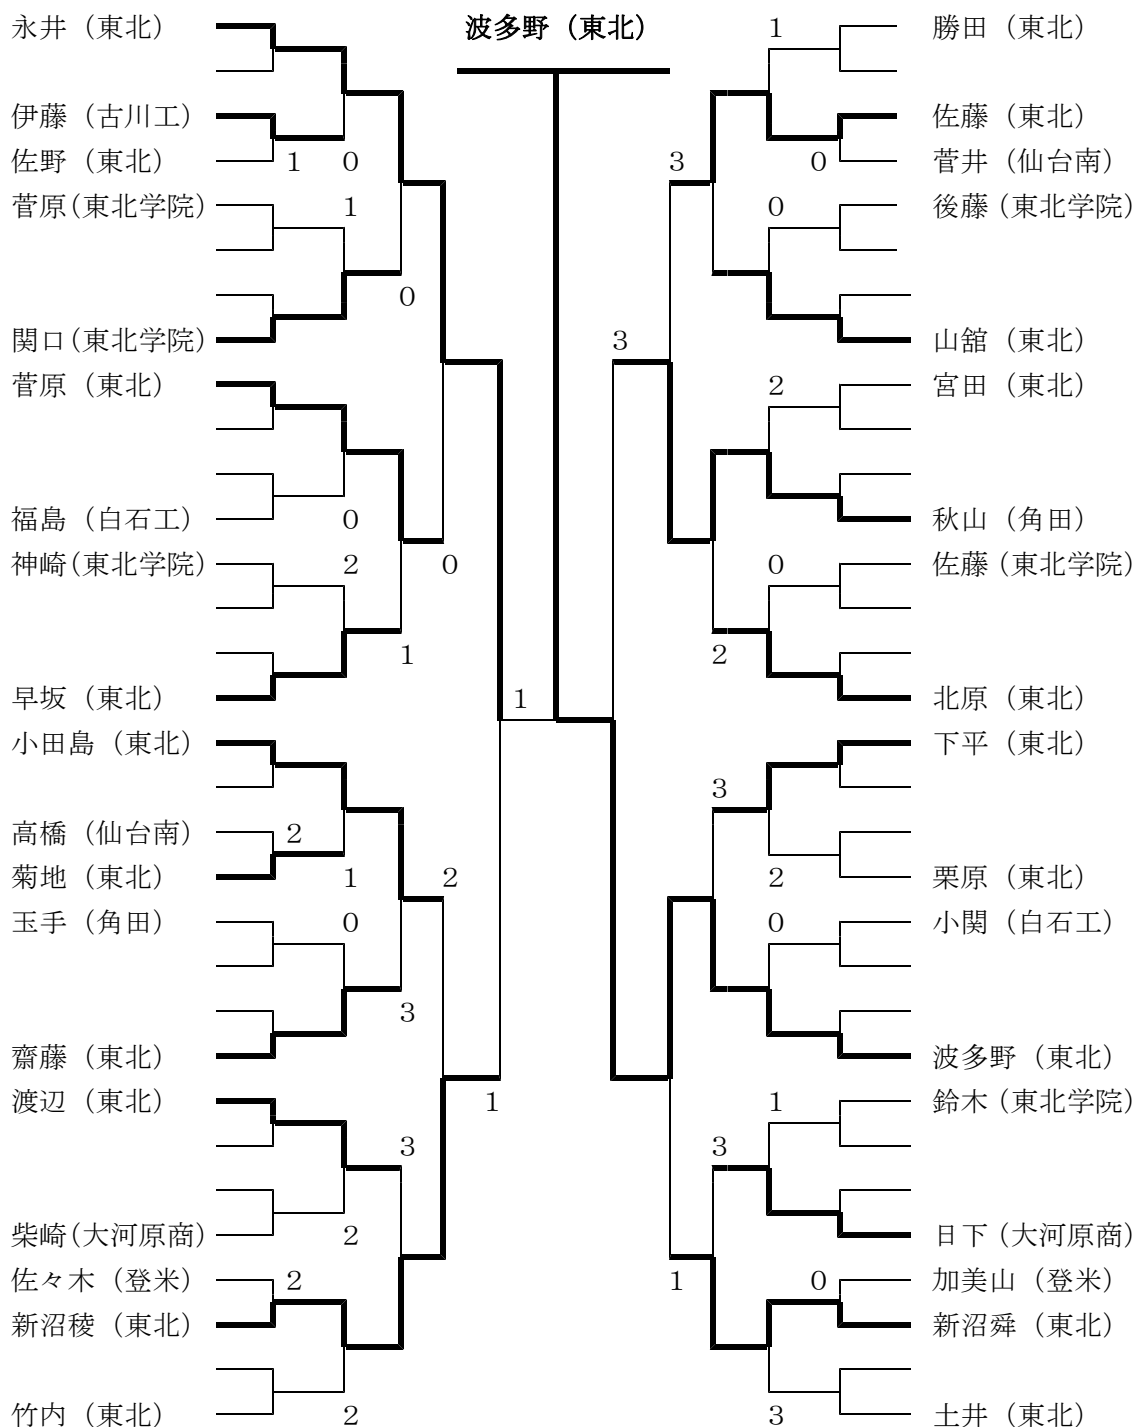 波多野（東北）
永井（東北） 1 勝田（東北）
伊藤（古川工） 佐藤（東北）
佐野（東北） 1 0 3 0 菅井（仙台南）
菅原(東北学院) 1 0 後藤（東北学院）
0
関口(東北学院) 3 山舘（東北）
菅原（東北） 2 宮田（東北）
福島（白石工） 0 秋山（角田）
神崎(東北学院) 2 0 0 佐藤（東北学院）
1 2
早坂（東北） 1 北原（東北）
小田島（東北） 下平（東北）
3
高橋（仙台南） 2
菊地（東北） 1 2 2 栗原（東北）
玉手（角田） 0 0 小関（白石工）
3
齋藤（東北） 波多野（東北）
渡辺（東北） 1 1 鈴木（東北学院）
3 3
柴崎(大河原商) 2 日下（大河原商）
佐々木（登米） 2 1 0 加美山（登米）
新沼稜（東北） 新沼舜（東北）
竹内（東北） 2 3 土井（東北）